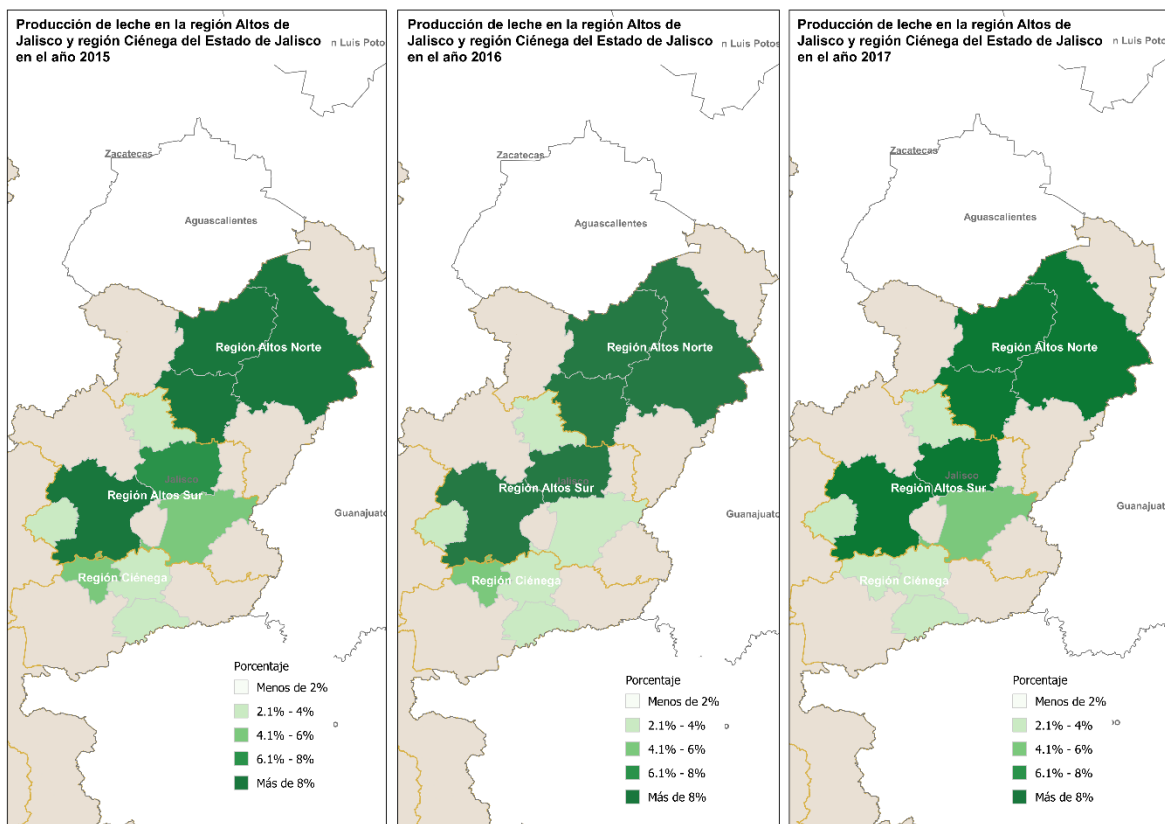 Producción de leche en la región Altos de
Jalisco y región Ciénega del Estado de Jalisco
en el año 2015
Zacatecas
Aguascalientes
Región Altos Norte
Jalisco
Región Altos Sur
Guanajuato
Región Ciénega
Porcentaje
Menos de 2%
2.1% - 4%
4.1% - 6%
6.1% - 8%
Más de 8%
Producción de leche en la región Altos de
Jalisco y región Ciénega del Estado de Jalisco
en el año 2016
n Luis Poto
Zacatecas
Aguascalientes
Región Altos Norte
Jalisco
Región Altos Sur
Guanajuato
Región Ciénega
Porcentaje
Menos de 2%
2.1% - 4%
4.1% - 6%
6.1% - 8%
Más de 8%
Producción de leche en la región Altos de
Jalisco y región Ciénega del Estado de Jalisco
en el año 2017
n Luis Poto
Zacatecas
Aguascalientes
Región Altos Norte
Jalisco
Región Altos Sur
Guanajuato
Región Ciénega
Porcentaje
Menos de 2%
2.1% - 4%
4.1% - 6%
6.1% - 8%
Más de 8%